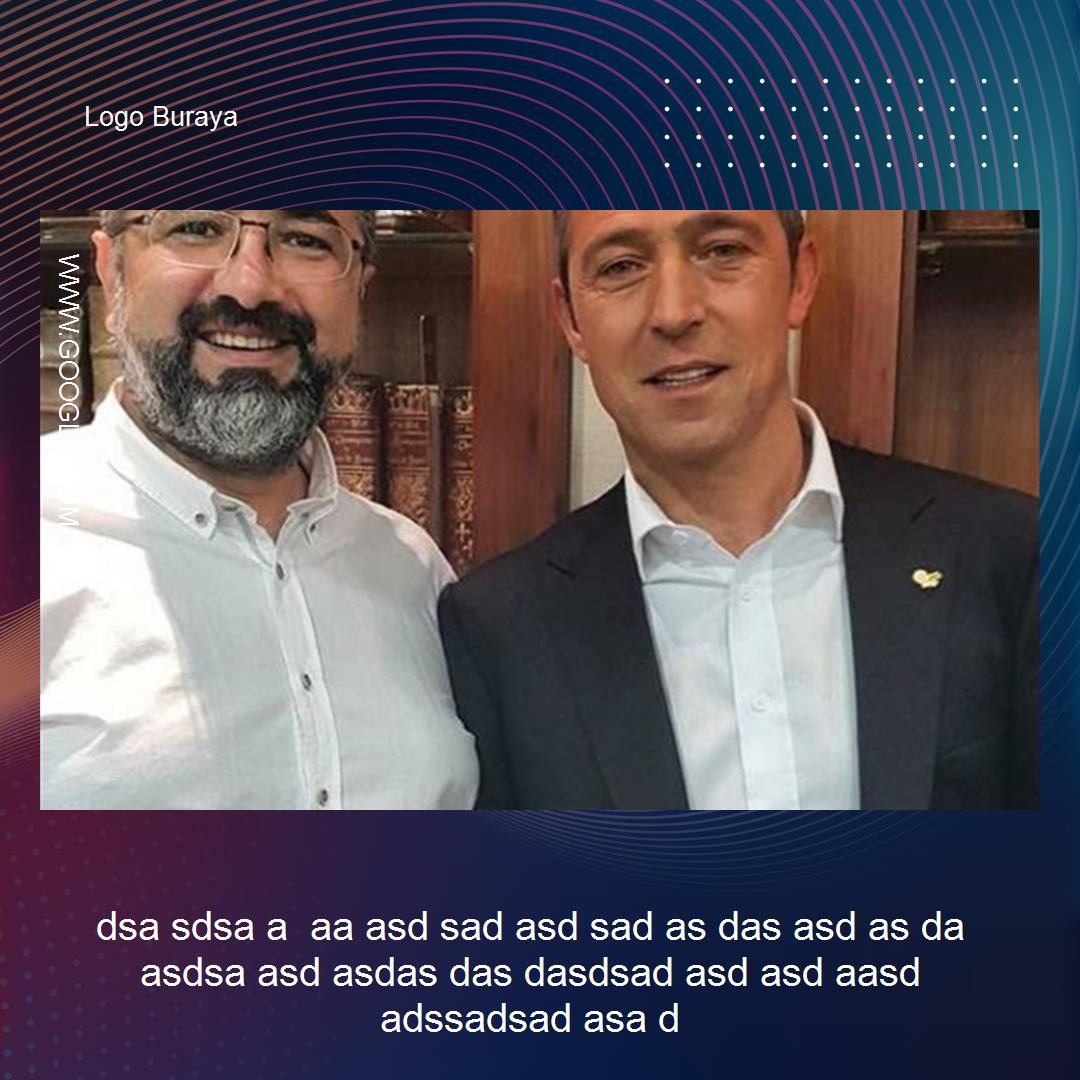 Logo Buraya
WWW.GOOGL M
dsa sdsa a  aa asd sad asd sad as das asd as da
asdsa asd asdas das dasdsad asd asd aasd
adssadsad asa d